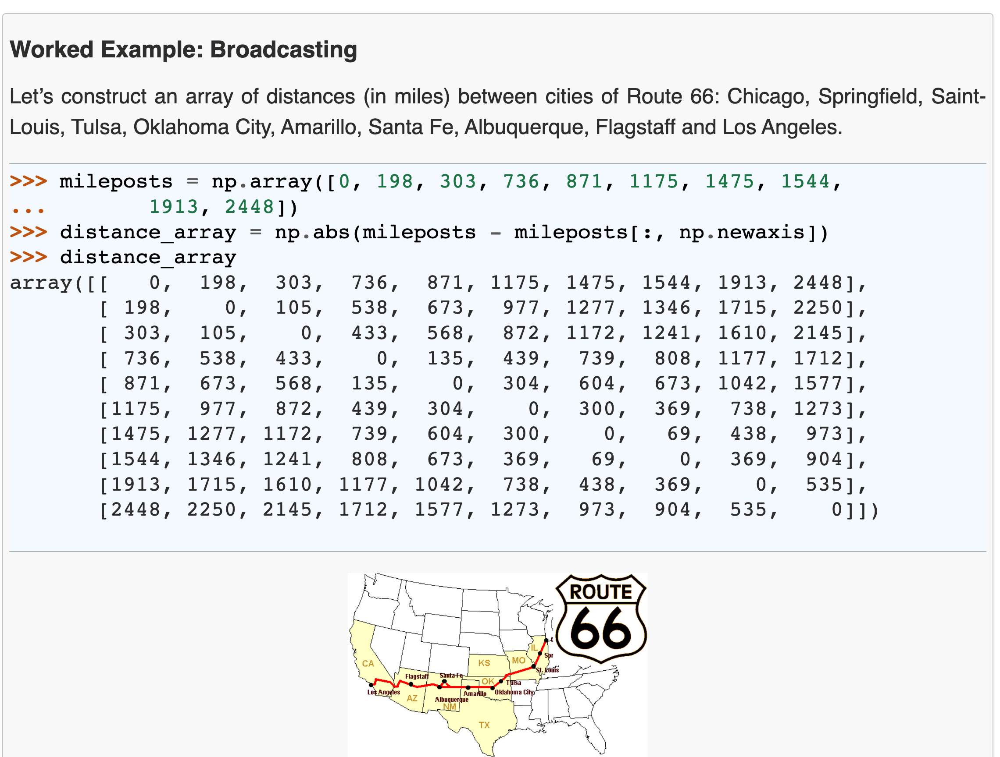 Worked Example: Broadcasting
Let’s construct an array of distances (in miles) between cities of Route 66: Chicago, Springfield, Saint-
Louis, Tulsa, Oklahoma City, Amarillo, Santa Fe, Albuquerque, Flagstaff and Los Angeles.
>>> mileposts = np.array([0, 198, 303, 736, 871, 1175, 1475, 1544,
...        1913, 2448])
>>> distance_array = np.abs(mileposts - mileposts[:, np.newaxis])
>>> distance_array
array([[   0,  198,  303,  736,  871, 1175, 1475, 1544, 1913, 2448],
       [ 198,    0,  105,  538,  673,  977, 1277, 1346, 1715, 2250],
       [ 303,  105,    0,  433,  568,  872, 1172, 1241, 1610, 2145],
       [ 736,  538,  433,    0,  135,  439,  739,  808, 1177, 1712],
       [ 871,  673,  568,  135,    0,  304,  604,  673, 1042, 1577],
       [1175,  977,  872,  439,  304,    0,  300,  369,  738, 1273],
       [1475, 1277, 1172,  739,  604,  300,    0,   69,  438,  973],
       [1544, 1346, 1241,  808,  673,  369,   69,    0,  369,  904],
       [1913, 1715, 1610, 1177, 1042,  738,  438,  369,    0,  535],
       [2448, 2250, 2145, 1712, 1577, 1273,  973,  904,  535,    0]])
ROUTE
66
IL
Spr
MO
KS
CA
St. Louis
Flagstaff
Santa Fe
OK
Tulsa
Los Angeles
Amarillo
Oklahoma City
AZ
Albuquerque
NM
TX